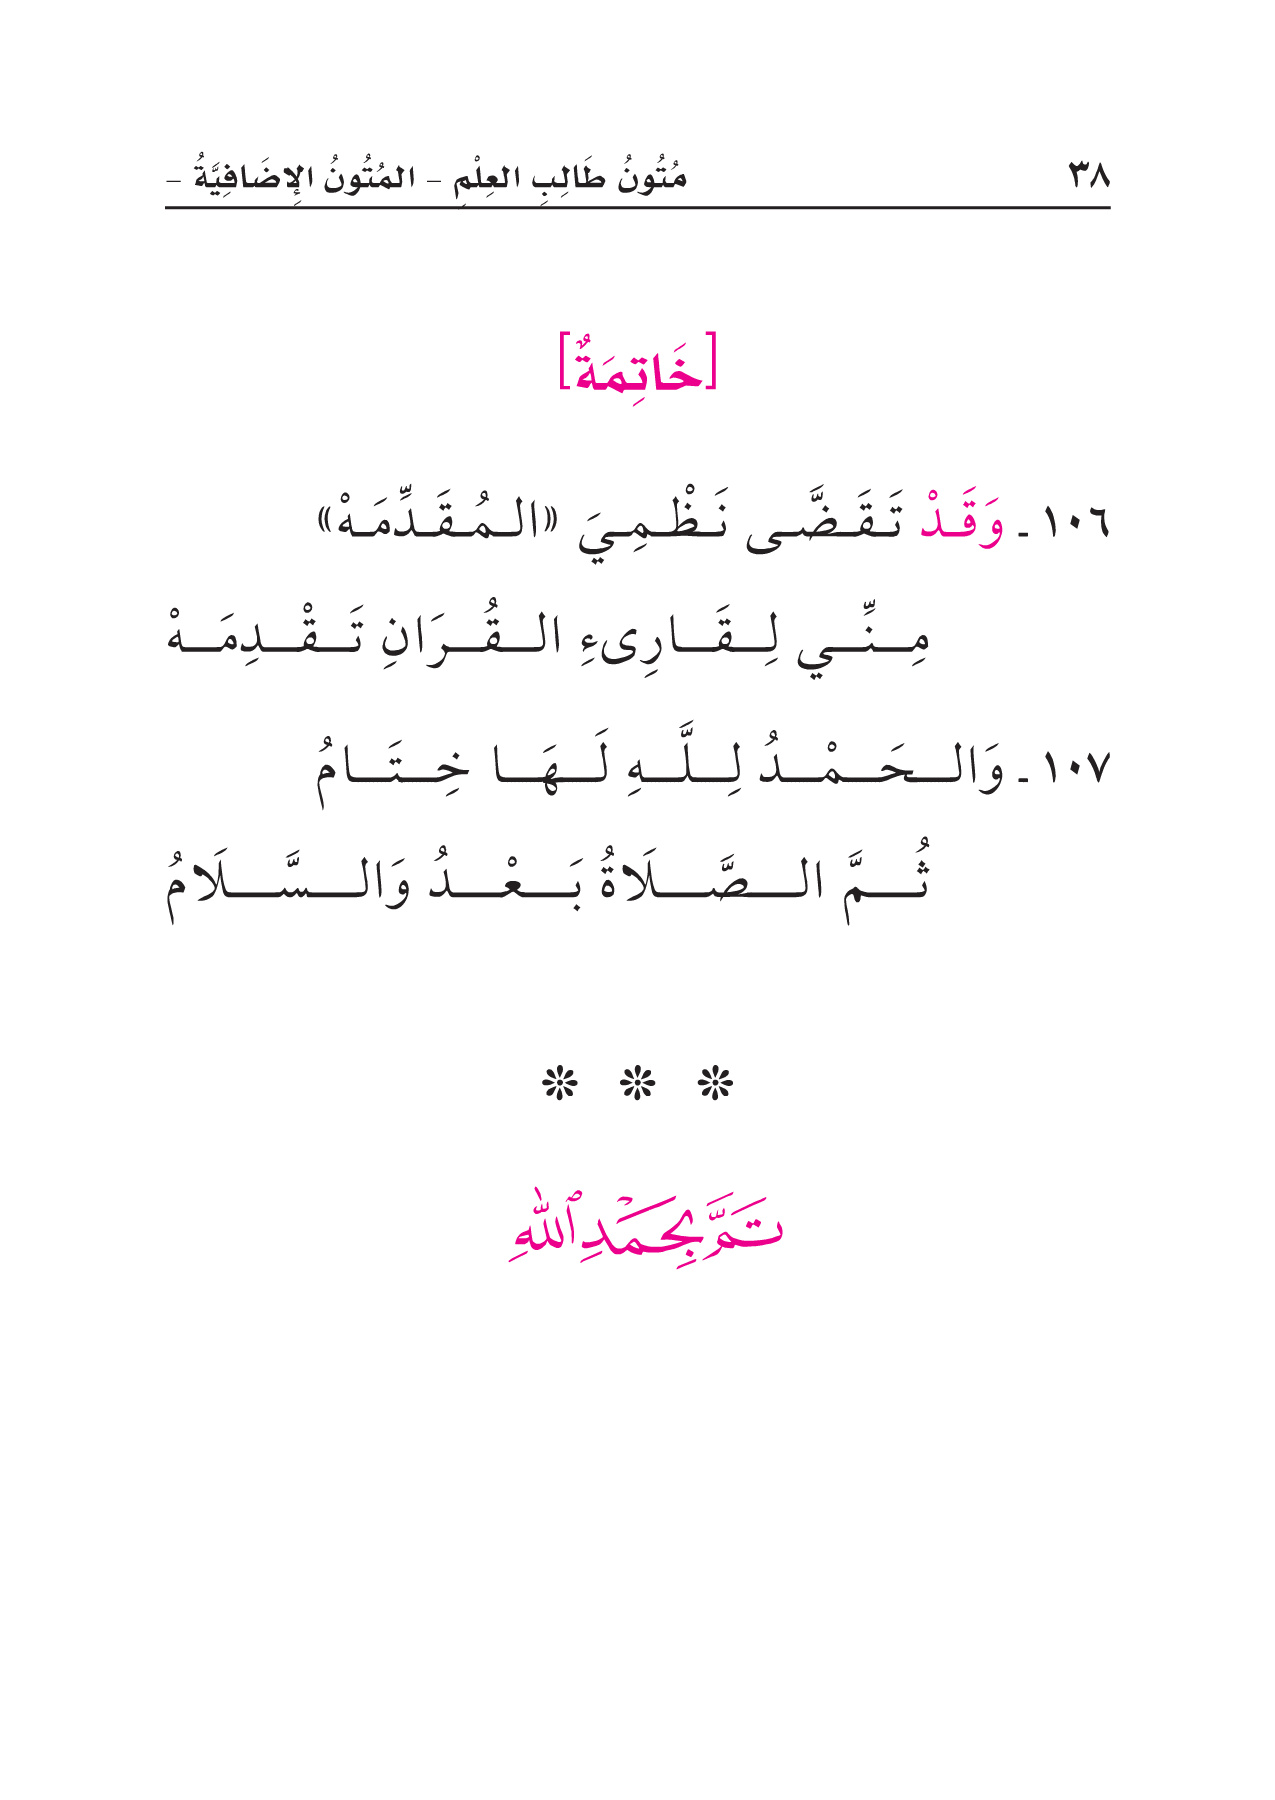 ٣٨ مُتُونُ طَالِبِ العِلْمِ – المُتُونُ الإِضَافِيَّةُ –
[خَاتِمَةٌ]
١٠٦ ـ وَقَدْ تَقَضَّى نَظْمِيَ «المُقَدِّمَهْ»
مِنِّي لِقَارِىءِ القُرَانِ تَقْدِمَهْ
١٠٧ ـ وَالحَمْدُ لِلَّهِ لَهَا خِتَامُ
ثُمَّ الصَّلَاةُ بَعْدُ وَالسَّلَامُ
تَمَّ بِحَمْدِ ٱللَّهِ